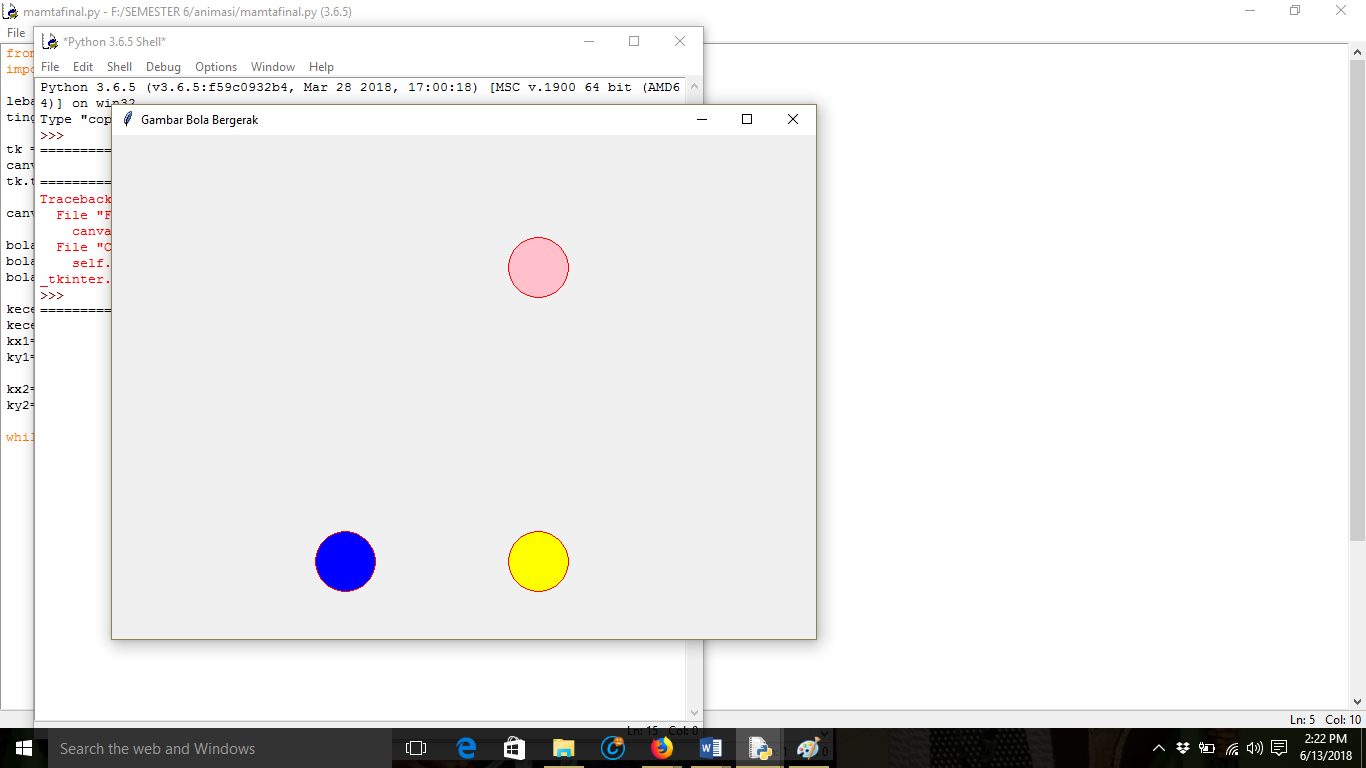 mamtafinal.py - F:/SEMESTER 6/animasi/mamtafinal.py (3.6.5)
File
from
impo
leba
ting
tk =
canv
tk.t
canv
bola
bola
bola
kece
kece
kx1=
ky1=
kx2=
ky2=
whil
*Python 3.6.5 Shell*
File Edit Shell Debug Options Window Help
Python 3.6.5 (v3.6.5:f59c0932b4, Mar 28 2018, 17:00:18) [MSC v.1900 64 bit (AMD6
4)] on win32
Type "cop
>>>
=========
=========
Traceback
File "F
canva
File "C
self.
_tkinter.
>>>
=========
Gambar Bola Bergerak
Ln: 15 Col: 0
Ln: 5 Col: 10
Search the web and Windows
2:22 PM
6/13/2018